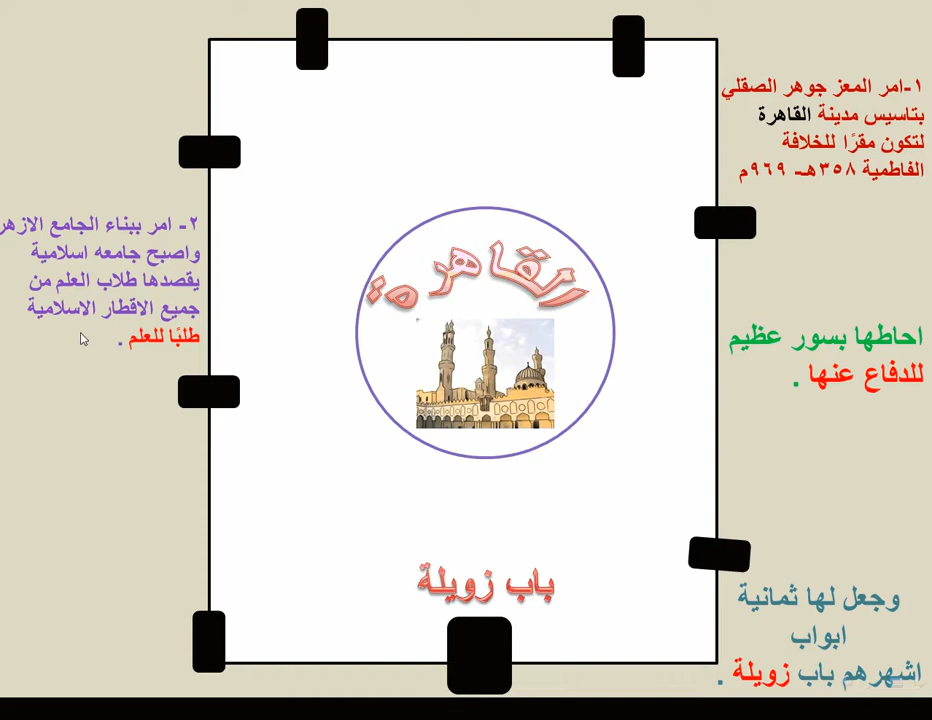 ١-امر المعز جوهر الصقلي
بتاسيس مدينة القاهرة
لتكون مقرًا للخلافة
الفاطمية ٣٥٨هـ- ٩٦٩م
احاطها بسور عظيم
للدفاع عنها .
وجعل لها ثمانية
ابواب
اشهرهم باب زويلة .
القاهرة
باب زويلة
٢- امر ببناء الجامع الازهر
واصبح جامعه اسلامية
يقصدها طلاب العلم من
جميع الاقطار الاسلامية
طلبًا للعلم .